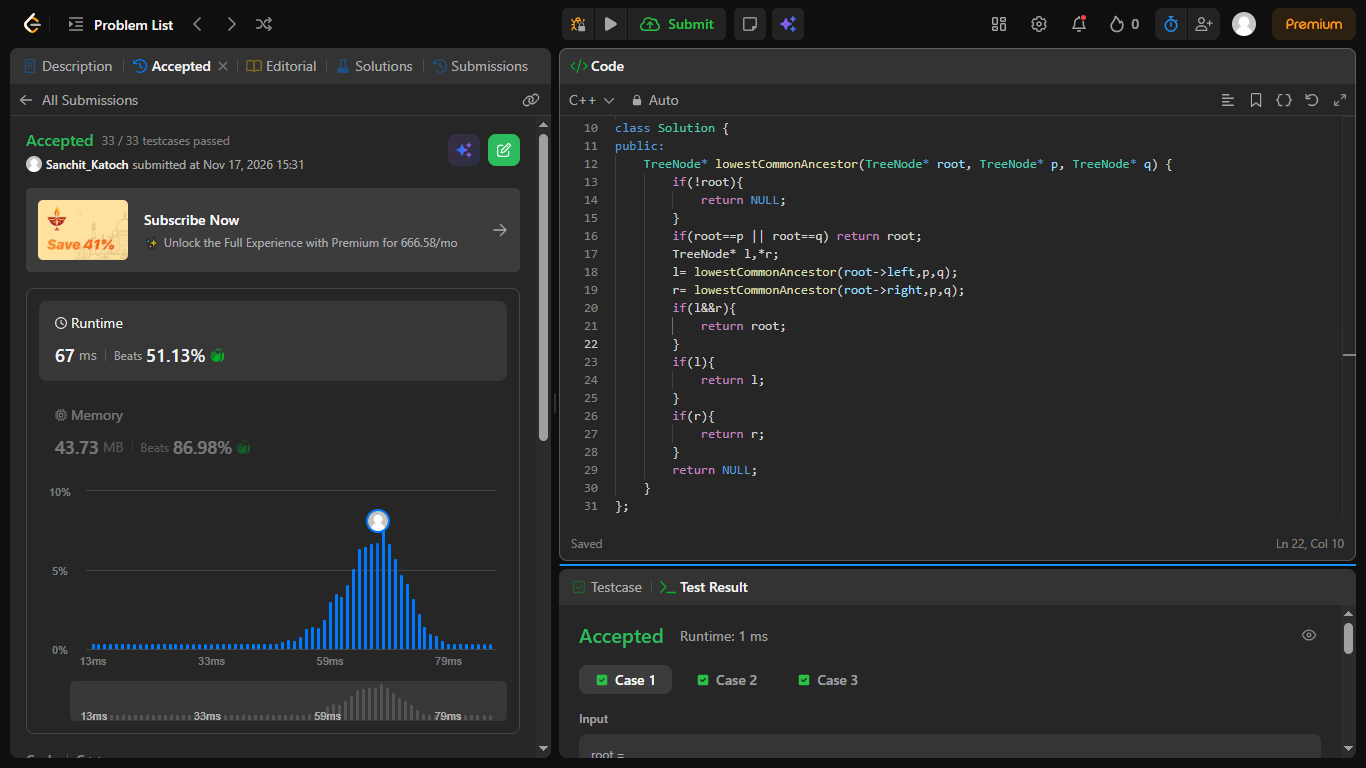 Problem List
Submit
0
Premium
Description
Accepted
Editorial
Solutions
Submissions
All Submissions
Accepted 33 / 33 testcases passed
Sanchit_Katoch submitted at Nov 17, 2026 15:31
Save 41%
Subscribe Now
✨ Unlock the Full Experience with Premium for 666.58/mo
Runtime
67 ms
Beats 51.13%
Memory
43.73 MB
Beats 86.98%
10%
5%
0%
13ms 33ms 59ms 79ms
13ms 33ms 59ms 79ms
</> Code
C++
Auto
10 class Solution {
11 public:
12     TreeNode* lowestCommonAncestor(TreeNode* root, TreeNode* p, TreeNode* q) {
13         if(!root){
14             return NULL;
15         }
16         if(root==p || root==q) return root;
17         TreeNode* l,*r;
18         l= lowestCommonAncestor(root->left,p,q);
19         r= lowestCommonAncestor(root->right,p,q);
20         if(l&&r){
21             return root;
22         }
23         if(l){
24             return l;
25         }
26         if(r){
27             return r;
28         }
29         return NULL;
30     }
31 };
Saved
Ln 22, Col 10
Testcase
Test Result
Accepted Runtime: 1 ms
Case 1
Case 2
Case 3
Input
root =